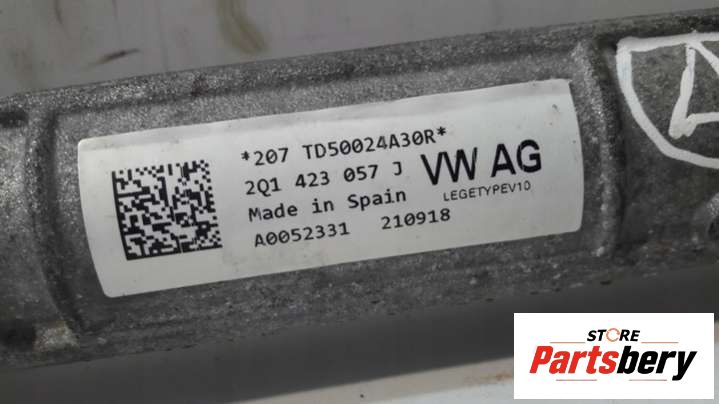 *207 TD50024A30R*
2Q1 423 057 J VW AG
LEGETYPEV10
Made in Spain
A0052331 210918
STORE
Partsbery